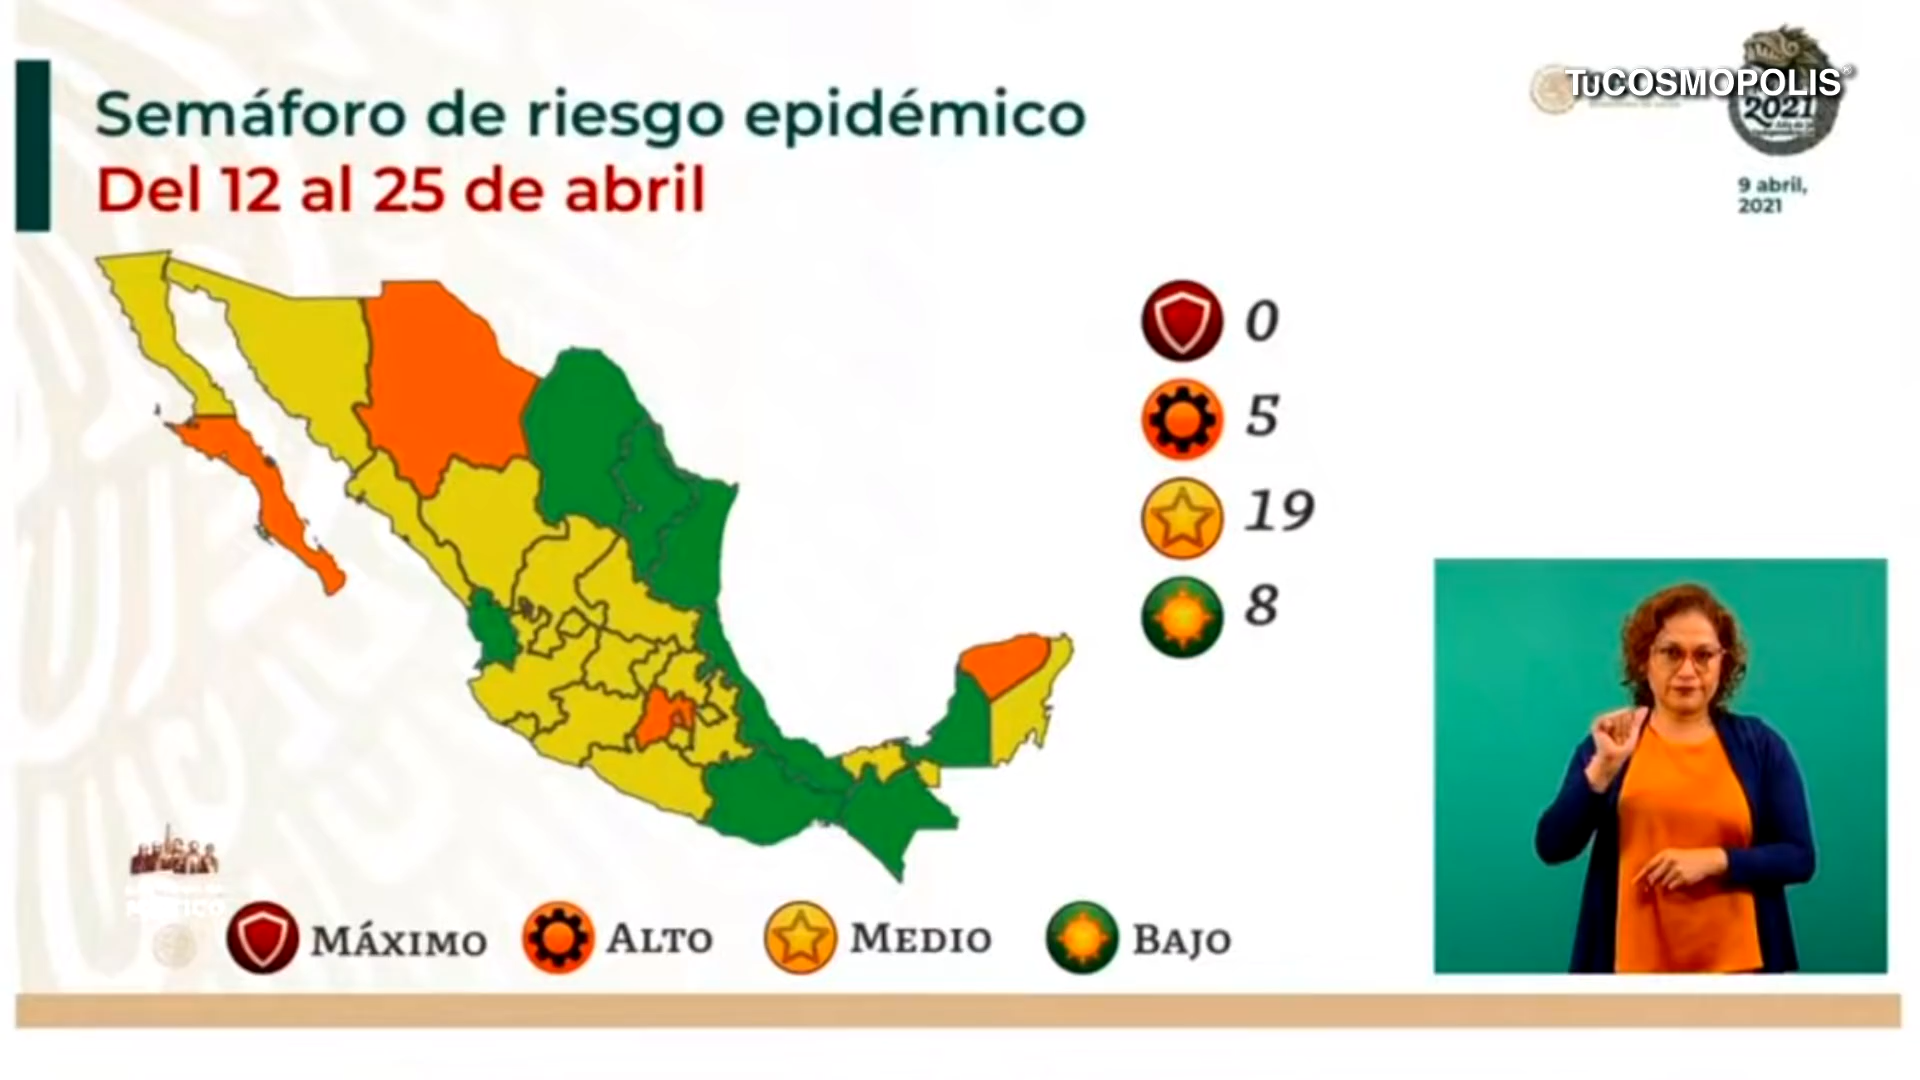 Semáforo de riesgo epidémico
Del 12 al 25 de abril
TUCOSMOPOLIS®
2021
9 abril,
2021
0
5
19
8
MÁXIMO
ALTO
MEDIO
BAJO